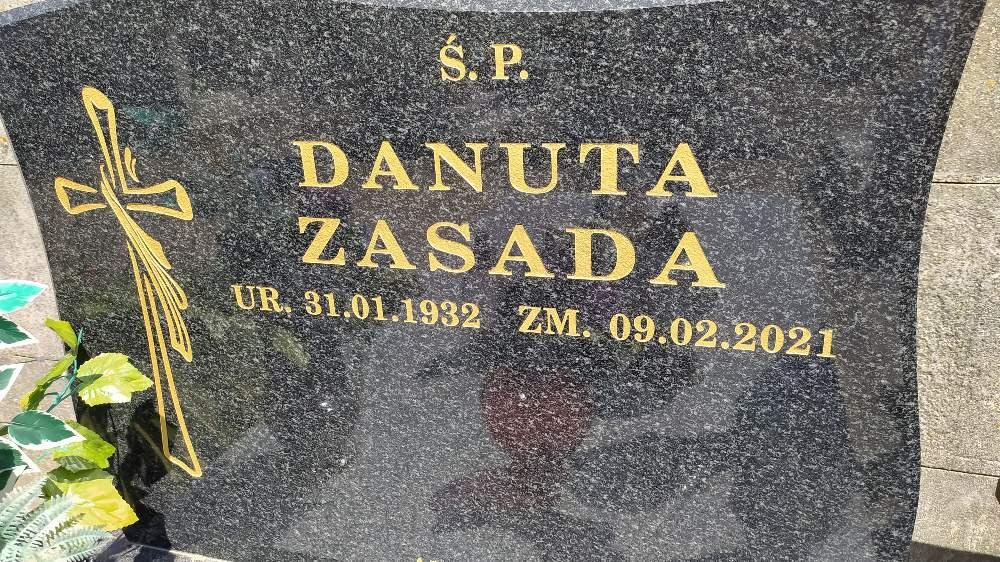 Ś. P.
DANUTA
ZASADA
UR. 31.01.1932 ZM. 09.02.2021